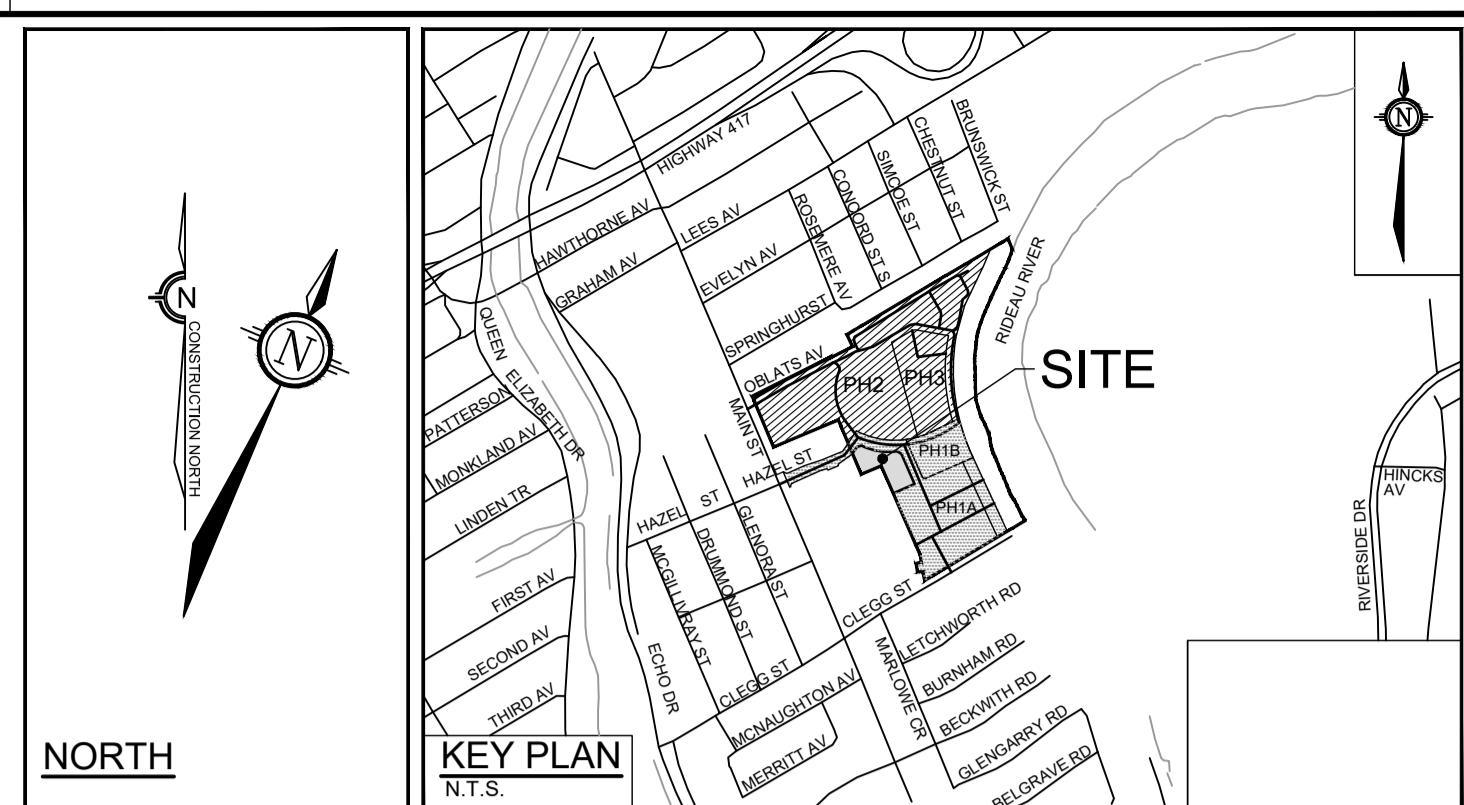 N
CONSTRUCTION NORTH
N
NORTH
N
HIGHWAY 417
HAWTHORNE AV
GRAHAM AV
LEES AV
EVELYN AV
SPRINGHURST
OBLATS AV
ROSEMERE AV
CONCORD ST S
SIMCOE ST
CHESTNUT ST
BRUNSWICK ST
RIDEAU RIVER
SITE
PH2
PH3
PH1B
PH1A
QUEEN ELIZABETH DR
PATTERSON
MONKLAND AV
LINDEN TR
FIRST AV
SECOND AV
THIRD AV
MAIN ST
HAZEL ST
HAZEL ST
MCGILLIVRAY ST
DRUMMOND ST
GLENORA ST
ECHO DR
CLEGG ST
CLEGG ST
MCNAUGHTON AV
MERRITT AV
MARLOWE CR
LETCHWORTH RD
BURNHAM RD
BECKWITH RD
GLENGARRY RD
BELGRAVE RD
RIVERSIDE DR
HINCKS
AV
KEY PLAN
N.T.S.